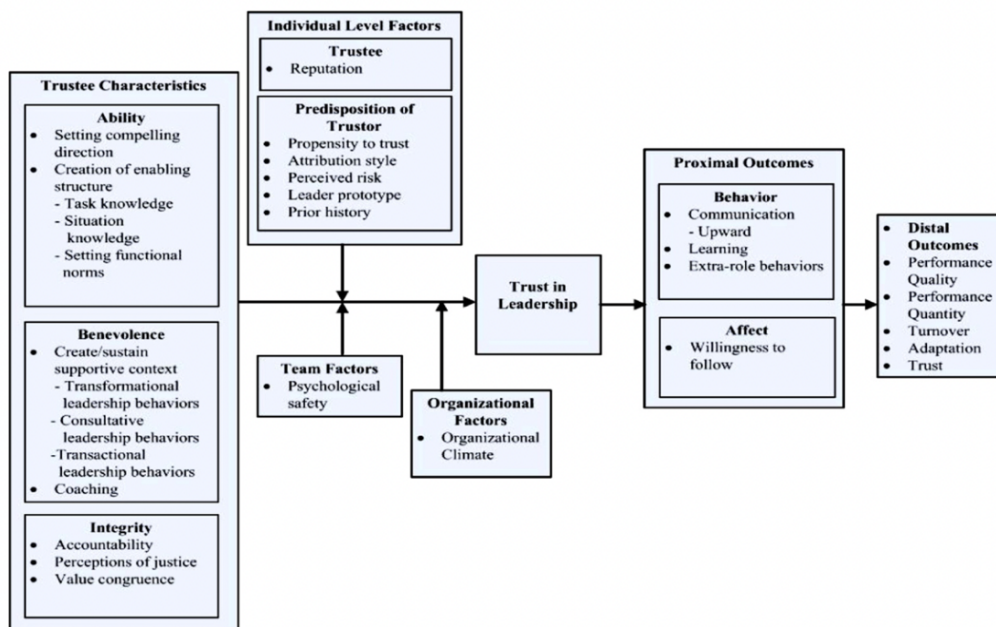 Trustee Characteristics
Ability
• Setting compelling
direction
• Creation of enabling
structure
- Task knowledge
- Situation
knowledge
- Setting functional
norms
Benevolence
• Create/sustain
supportive context
- Transformational
leadership behaviors
- Consultative
leadership behaviors
-Transactional
leadership behaviors
• Coaching
Integrity
• Accountability
• Perceptions of justice
• Value congruence
Individual Level Factors
Trustee
• Reputation
Predisposition of
Trustor
• Propensity to trust
• Attribution style
• Perceived risk
• Leader prototype
• Prior history
Team Factors
• Psychological
safety
Organizational
Factors
• Organizational
Climate
Trust in
Leadership
Proximal Outcomes
Behavior
• Communication
- Upward
• Learning
• Extra-role behaviors
Affect
• Willingness to
follow
• Distal
Outcomes
• Performance
Quality
• Performance
Quantity
• Turnover
• Adaptation
• Trust